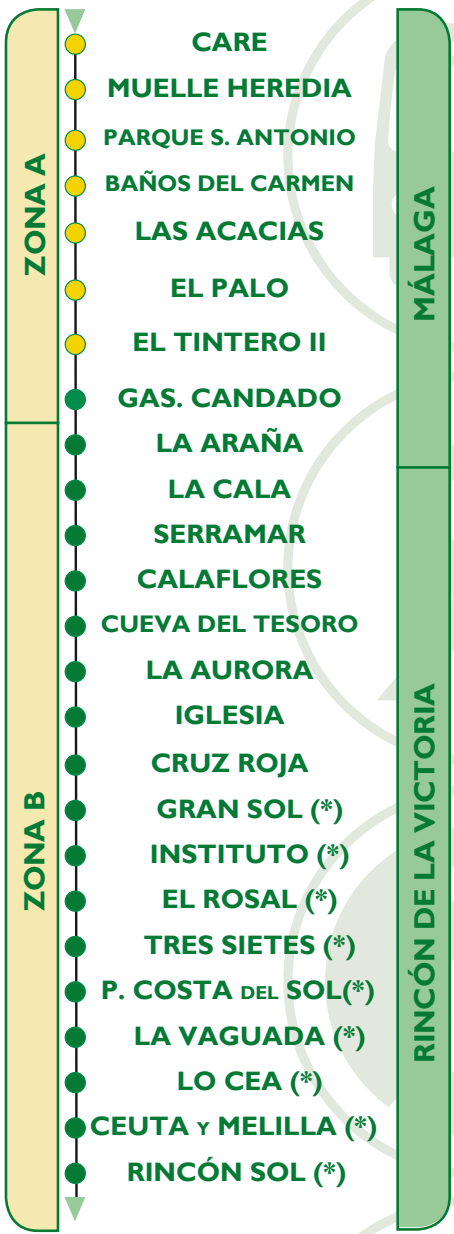 CARE
MUELLE HEREDIA
PARQUE S. ANTONIO
BAÑOS DEL CARMEN
LAS ACACIAS
EL PALO
EL TINTERO II
GAS. CANDADO
LA ARAÑA
LA CALA
SERRAMAR
CALAFLORES
CUEVA DEL TESORO
LA AURORA
IGLESIA
CRUZ ROJA
GRAN SOL (*)
INSTITUTO (*)
EL ROSAL (*)
TRES SIETES (*)
P. COSTA DEL SOL(*)
LA VAGUADA (*)
LO CEA (*)
CEUTA Y MELILLA (*)
RINCÓN SOL (*)
ZONA A
ZONA B
MÁLAGA
RINCÓN DE LA VICTORIA